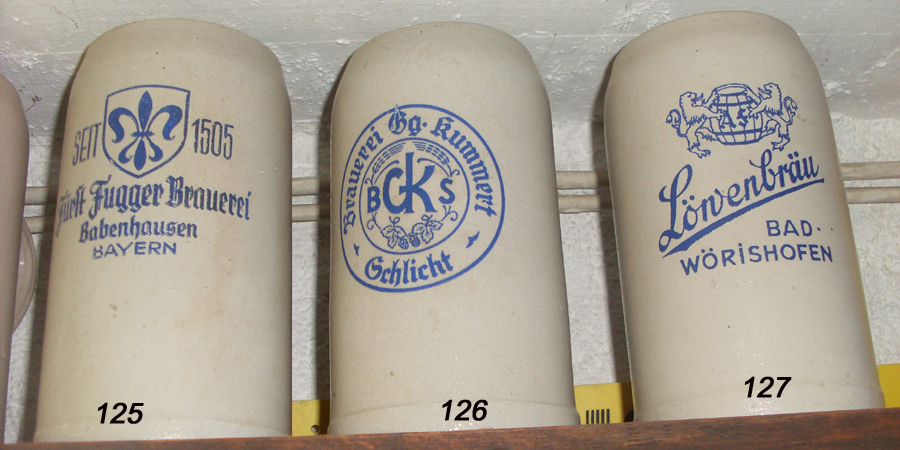 SEIT 1505
Fürst Fugger Brauerei
Babenhausen
BAYERN
125
Brauerei Gg. Kummert
BGKS
Schlicht
126
Löwenbräu
BAD-
WÖRISHOFEN
127